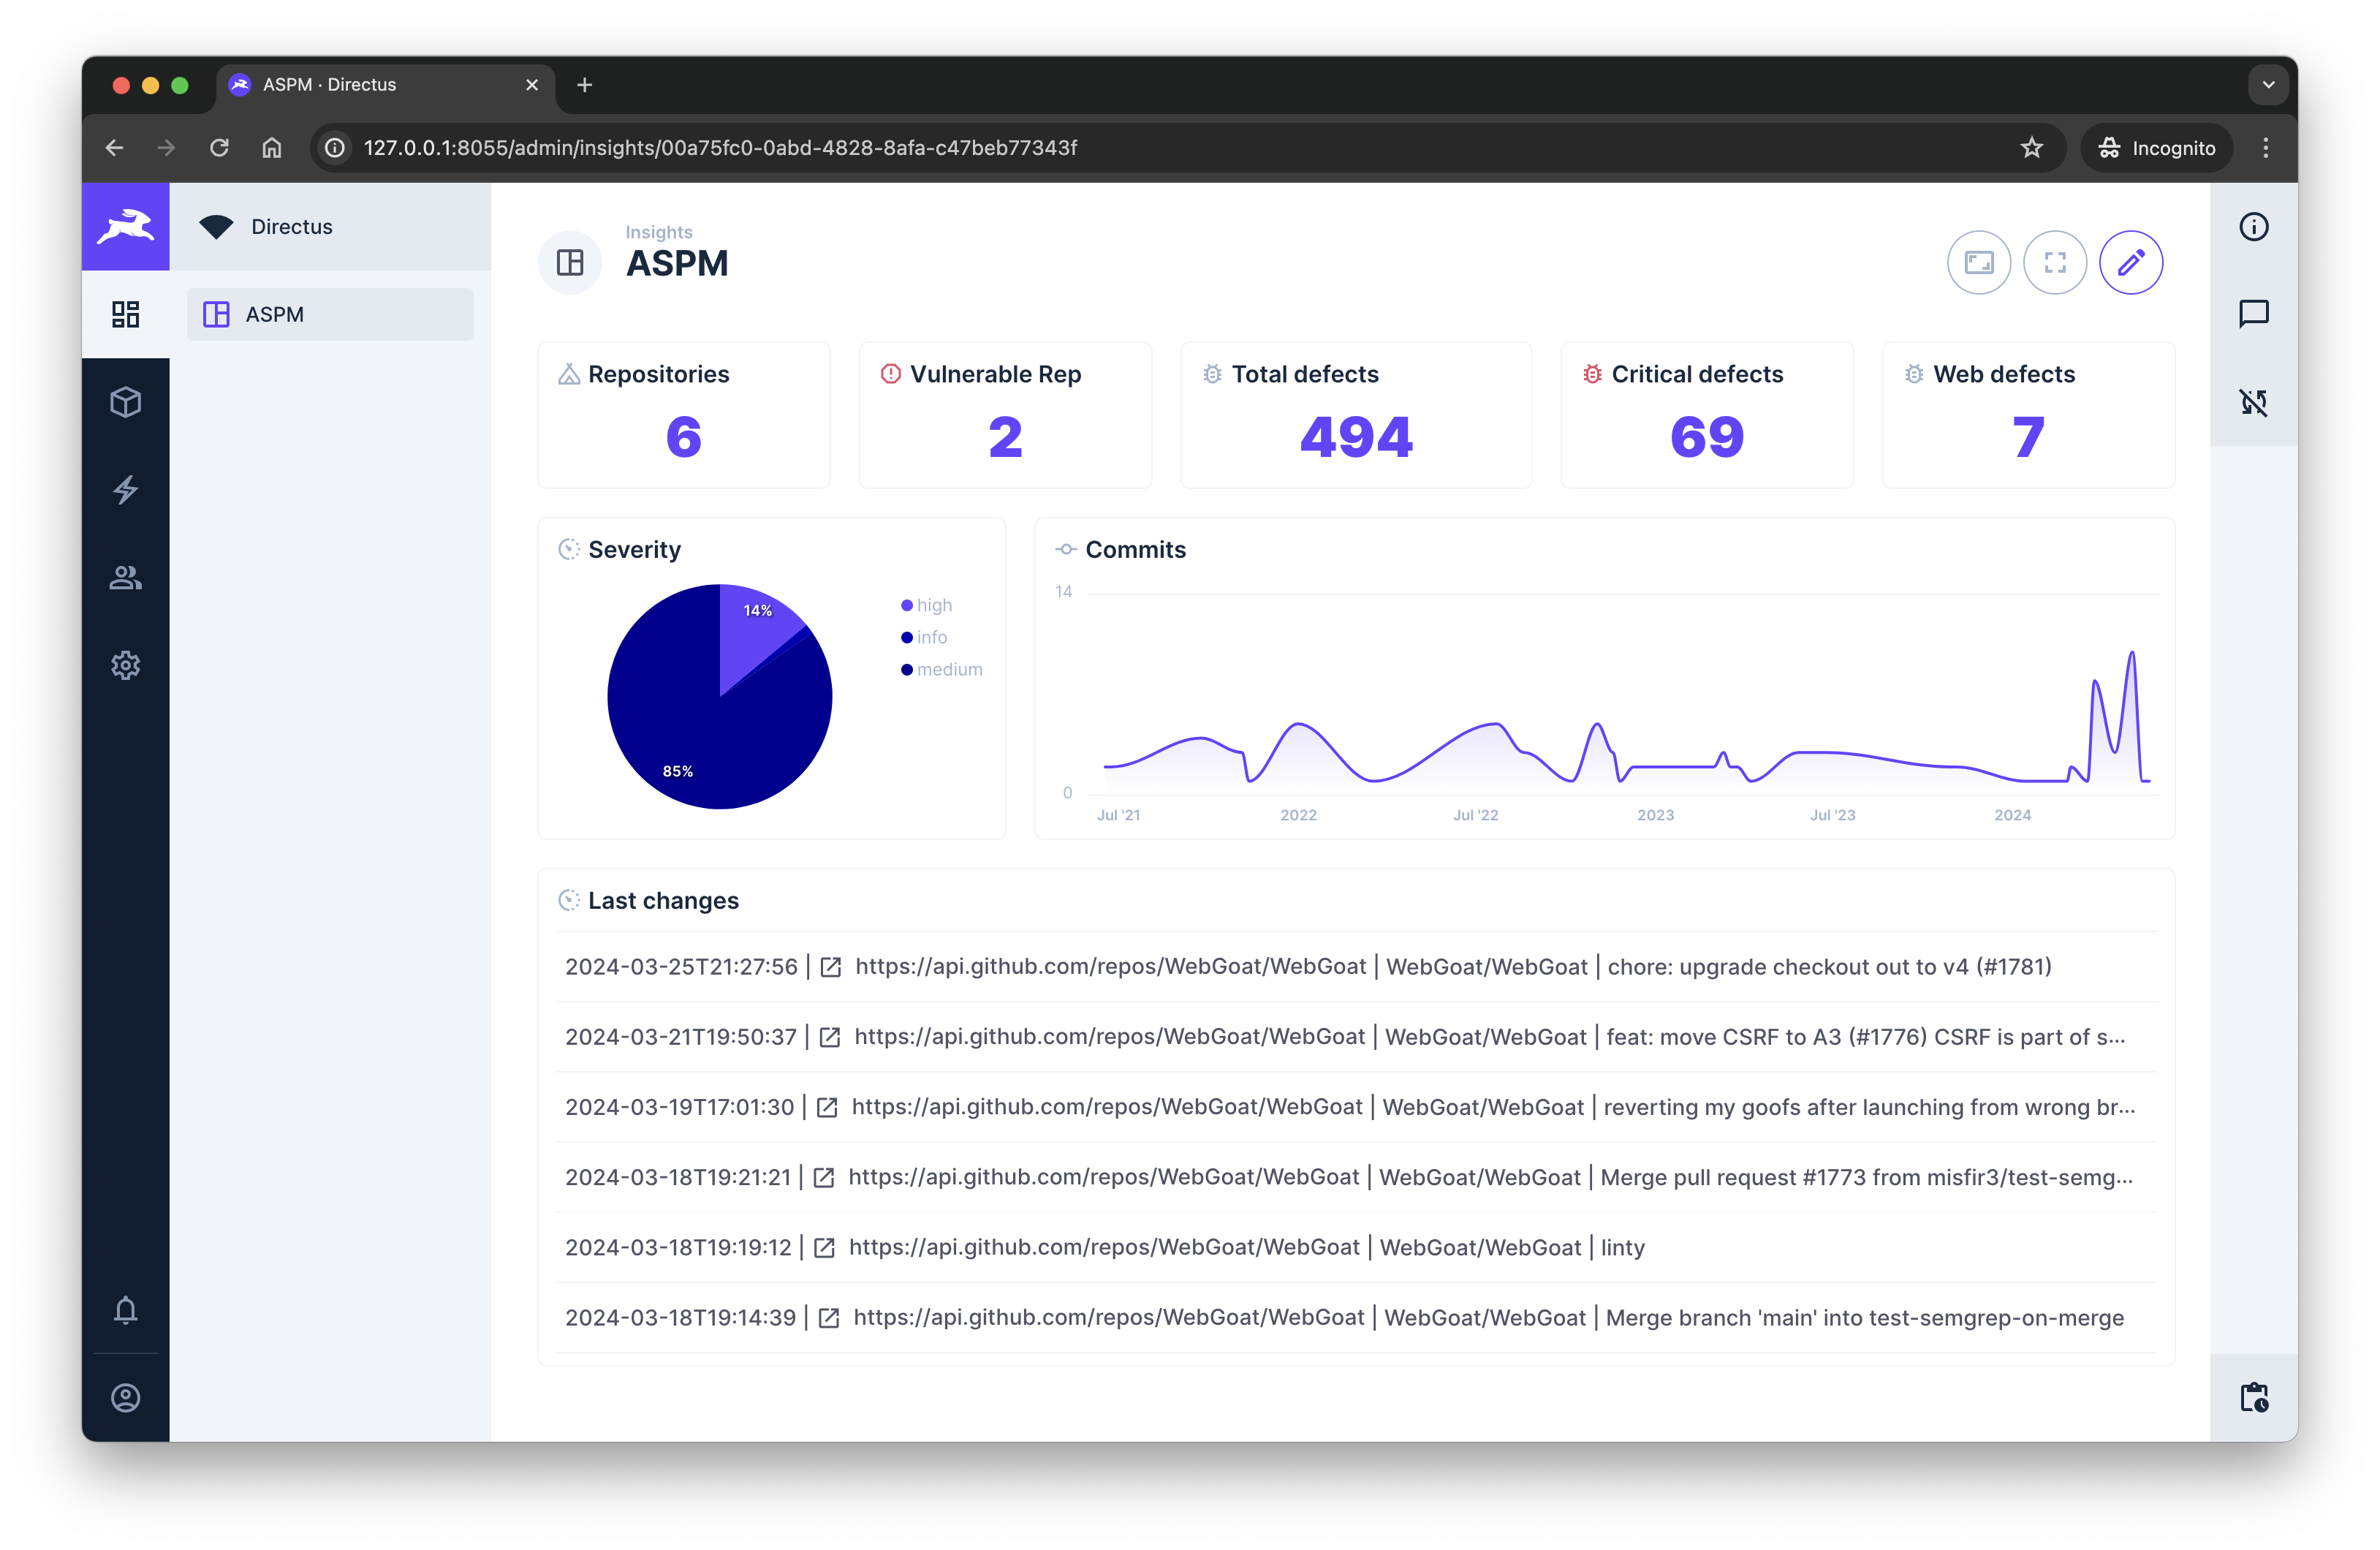 ASPM · Directus
127.0.0.1:8055/admin/insights/00a75fc0-0abd-4828-8afa-c47beb77343f
Incognito
Directus
ASPM
Insights
ASPM
Repositories
6
Vulnerable Rep
2
Total defects
494
Critical defects
69
Web defects
7
Severity
14%
85%
high
info
medium
Commits
14
0
Jul '21 2022 Jul '22 2023 Jul '23 2024
Last changes
2024-03-25T21:27:56 | https://api.github.com/repos/WebGoat/WebGoat | WebGoat/WebGoat | chore: upgrade checkout out to v4 (#1781)
2024-03-21T19:50:37 | https://api.github.com/repos/WebGoat/WebGoat | WebGoat/WebGoat | feat: move CSRF to A3 (#1776) CSRF is part of s...
2024-03-19T17:01:30 | https://api.github.com/repos/WebGoat/WebGoat | WebGoat/WebGoat | reverting my goofs after launching from wrong br...
2024-03-18T19:21:21 | https://api.github.com/repos/WebGoat/WebGoat | WebGoat/WebGoat | Merge pull request #1773 from misfir3/test-semg...
2024-03-18T19:19:12 | https://api.github.com/repos/WebGoat/WebGoat | WebGoat/WebGoat | linty
2024-03-18T19:14:39 | https://api.github.com/repos/WebGoat/WebGoat | WebGoat/WebGoat | Merge branch 'main' into test-semgrep-on-merge